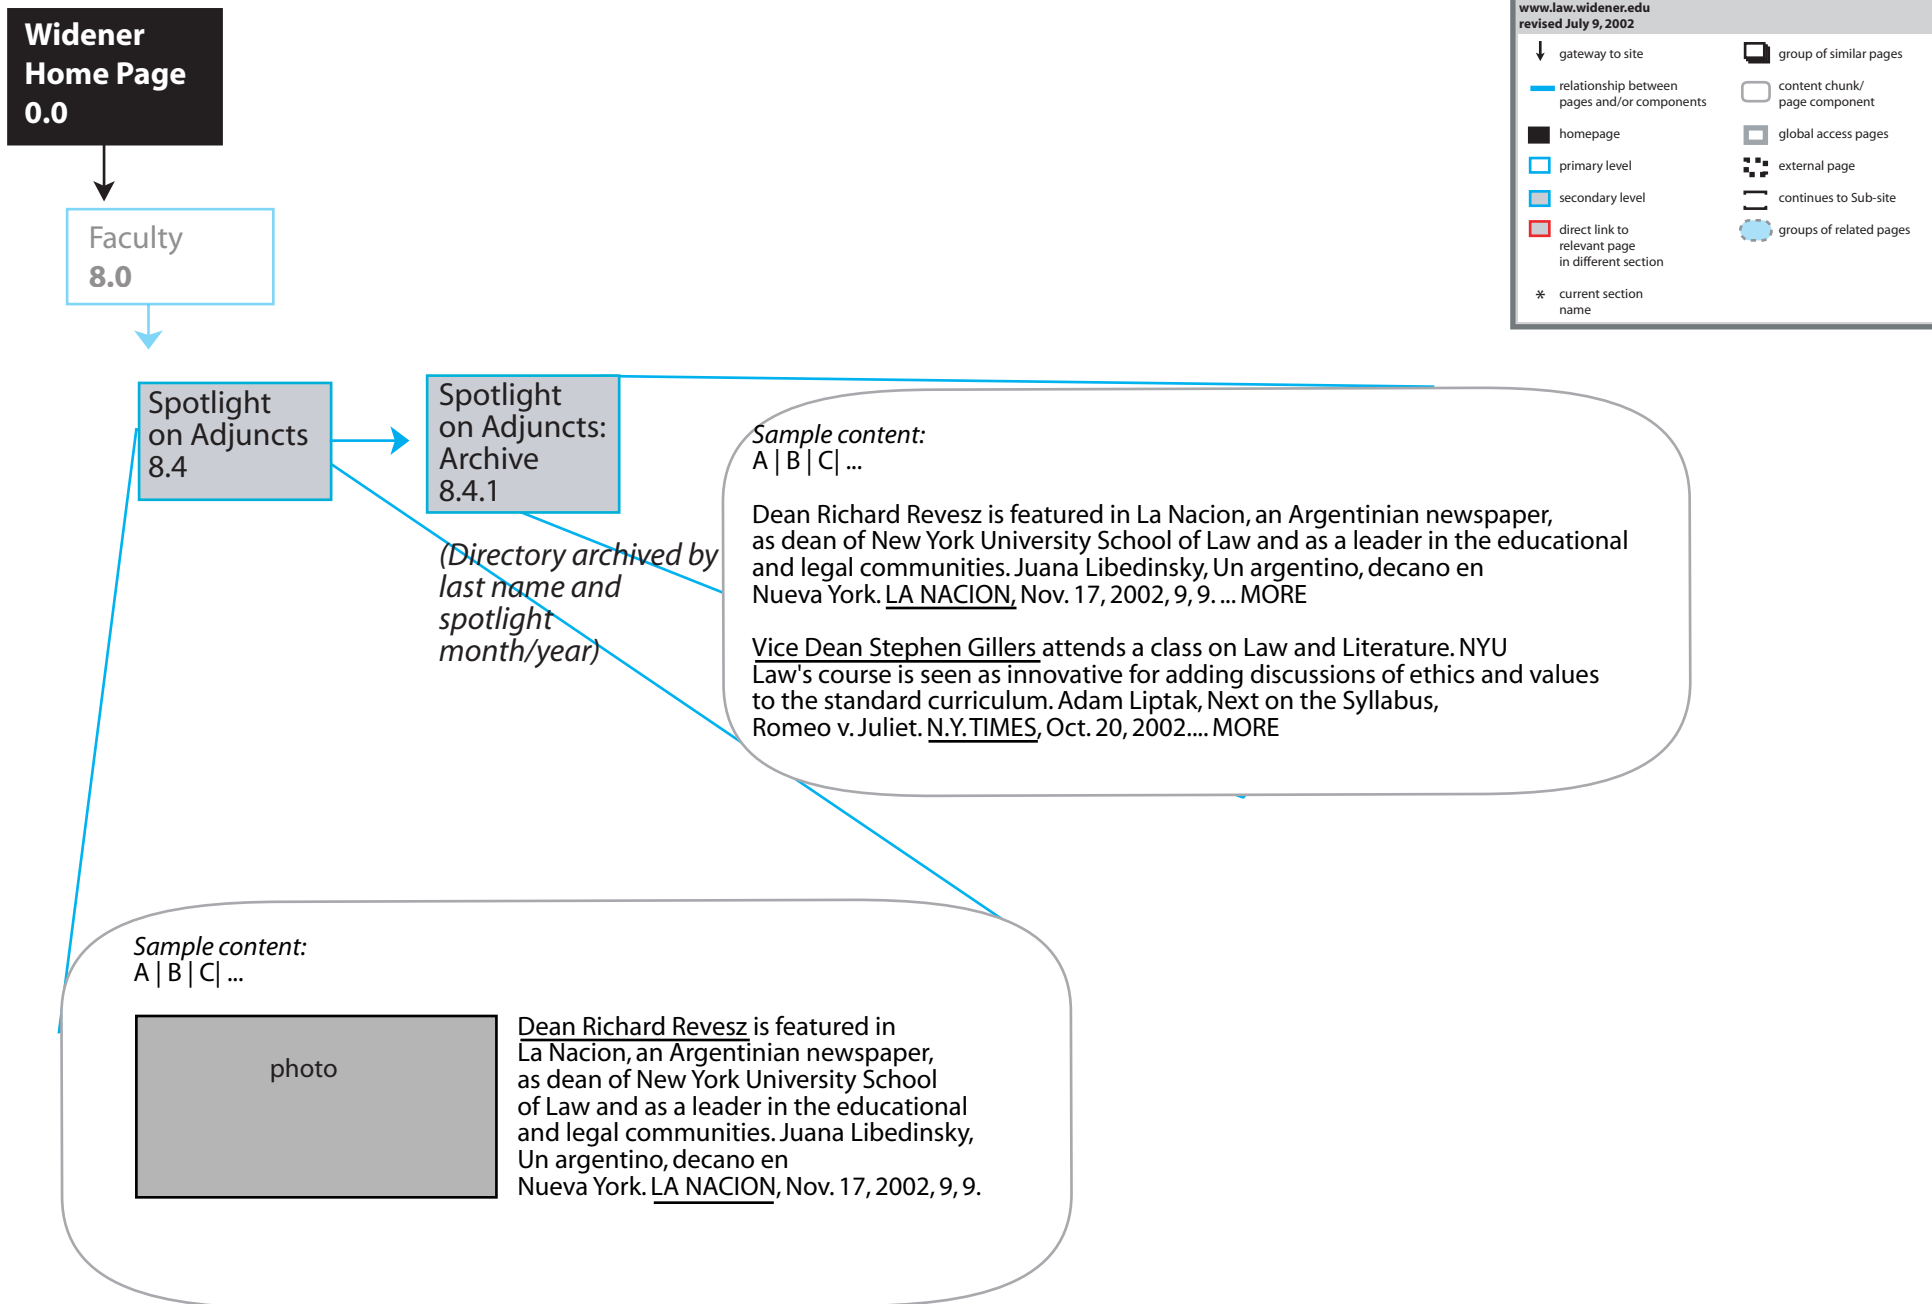 Widener
Home Page
0.0
Faculty
8.0
www.law.widener.edu
revised July 9, 2002
gateway to site
relationship between
pages and/or components
homepage
primary level
secondary level
direct link to
relevant page
in different section
* current section
name
group of similar pages
content chunk/
page component
global access pages
external page
continues to Sub-site
groups of related pages
Spotlight
on Adjuncts
8.4
Spotlight
on Adjuncts:
Archive
8.4.1
(Directory archived by
last name and
spotlight
month/year)
Sample content:
A | B | C| ...
Dean Richard Revesz is featured in La Nacion, an Argentinian newspaper,
as dean of New York University School of Law and as a leader in the educational
and legal communities. Juana Libedinsky, Un argentino, decano en
Nueva York. LA NACION, Nov. 17, 2002, 9, 9. ... MORE
Vice Dean Stephen Gillers attends a class on Law and Literature. NYU
Law's course is seen as innovative for adding discussions of ethics and values
to the standard curriculum. Adam Liptak, Next on the Syllabus,
Romeo v. Juliet. N.Y. TIMES, Oct. 20, 2002.... MORE
Sample content:
A | B | C| ...
photo
Dean Richard Revesz is featured in
La Nacion, an Argentinian newspaper,
as dean of New York University School
of Law and as a leader in the educational
and legal communities. Juana Libedinsky,
Un argentino, decano en
Nueva York. LA NACION, Nov. 17, 2002, 9, 9.